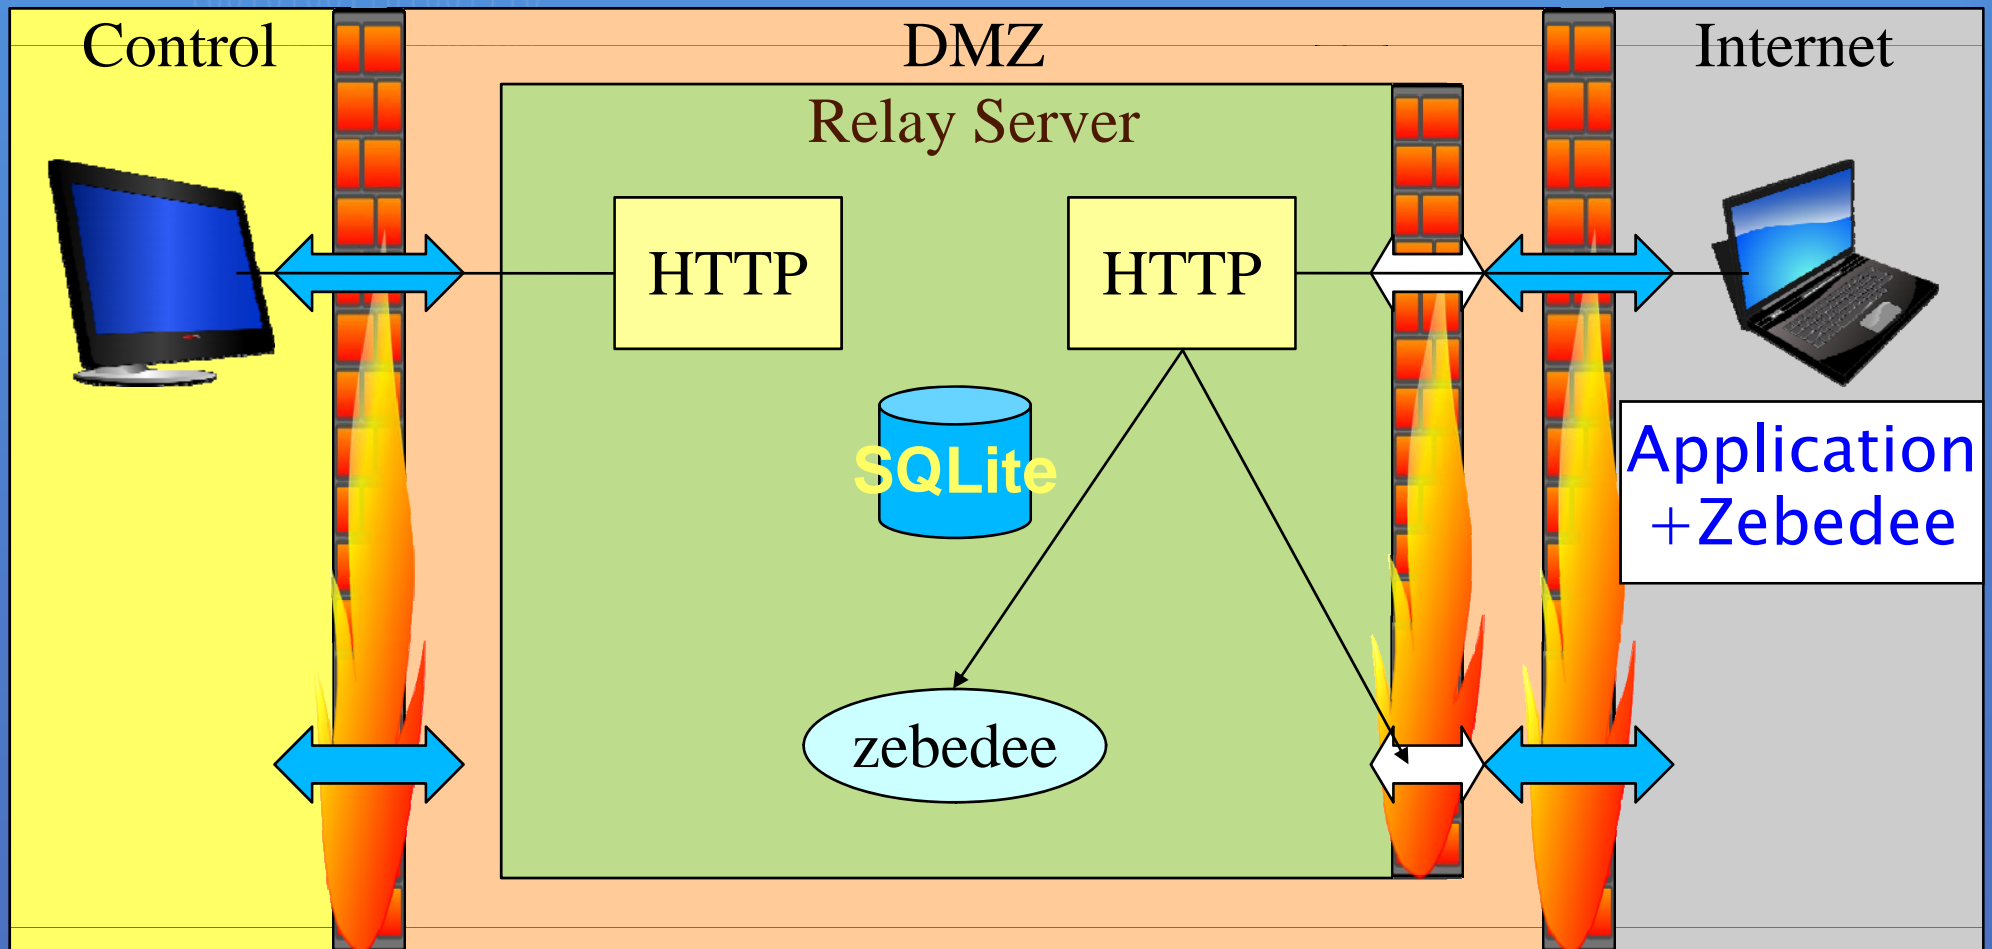 Control
DMZ
Internet
Relay Server
HTTP
HTTP
SQLite
Application
+Zebedee
zebedee